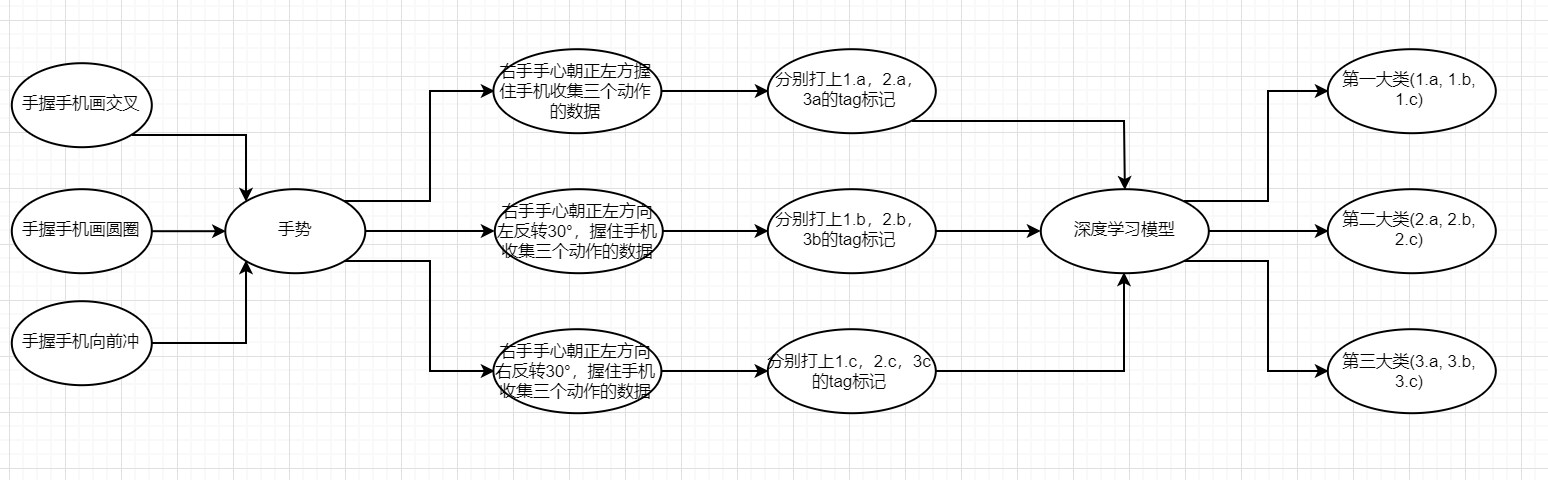 手握手机画交叉
手握手机画圆圈
手握手机向前冲
手势
右手手心朝正左方握
住手机收集三个动作
的数据
右手手心朝正左方向
左反转30°，握住手机
收集三个动作的数据
右手手心朝正左方向
右反转30°，握住手机
收集三个动作的数据
分别打上1.a，2.a，
3a的tag标记
分别打上1.b，2.b，
3b的tag标记
分别打上1.c，2.c，3c
的tag标记
深度学习模型
第一大类(1.a, 1.b,
1.c)
第二大类(2.a, 2.b,
2.c)
第三大类(3.a, 3.b,
3.c)